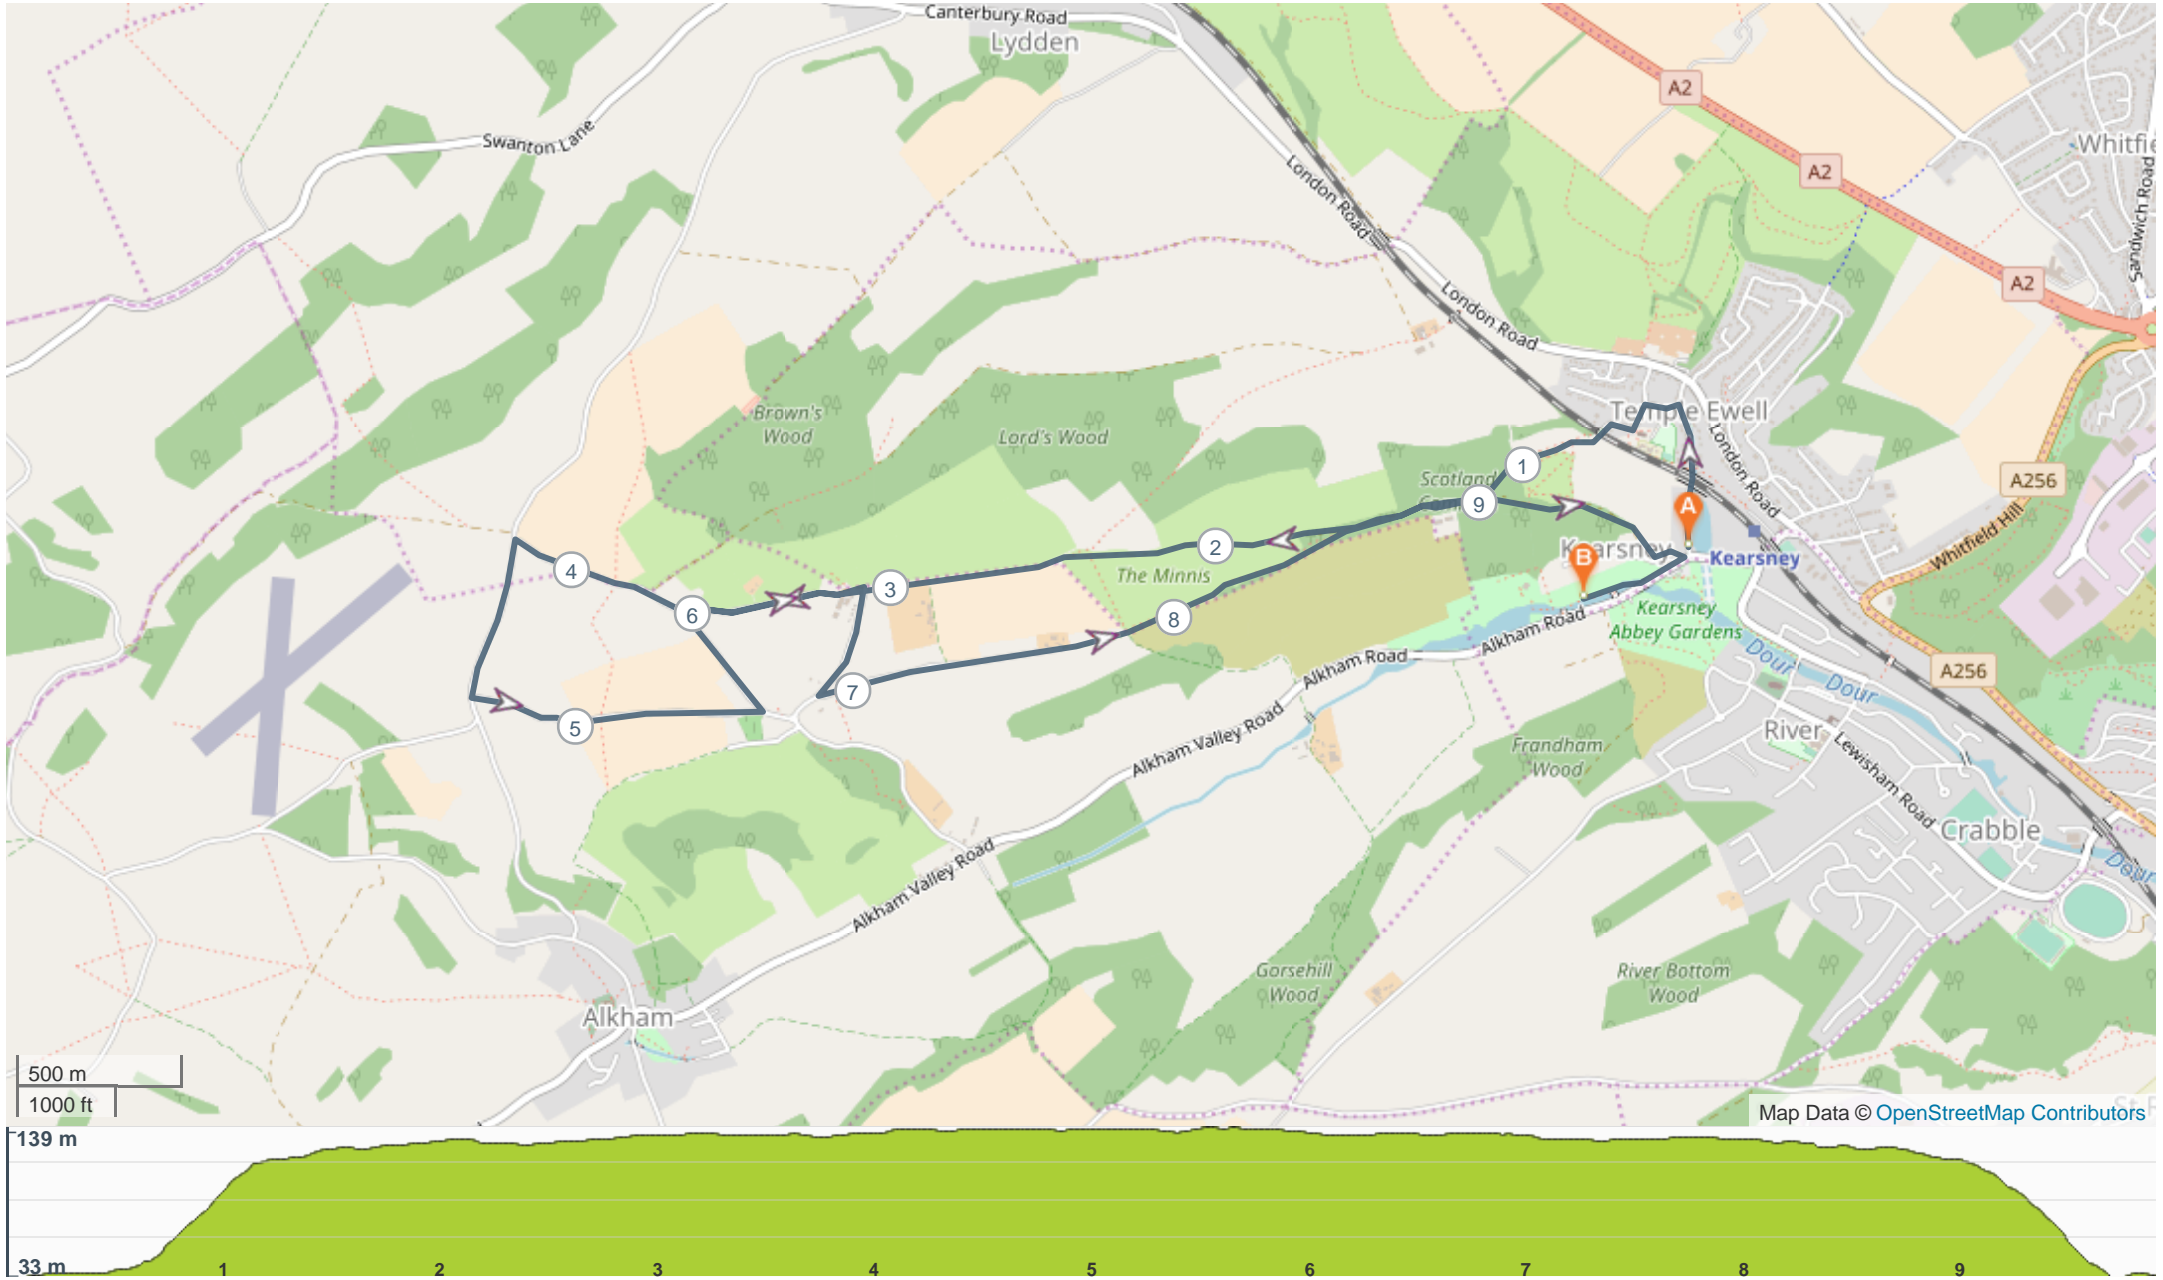 Canterbury Road
Lydden
A2
A2
A2
Whitfie
Sandwich Road
Swanton Lane
London Road
London Road
London Road
Temple Ewell
Brown's
Wood
Lord's Wood
Scotland
1
9
A
A256
Whitfield Hill
2
Kearsney
Kearsney
B
The Minnis
3
4
6
8
Kearsney
Abbey Gardens
Alkham Road
Alkham Road
Dour
Dour
A256
7
5
River
Lewisham Road
Frandham
Wood
Alkham Valley Road
Crabble
Dour
Alkham Valley Road
Gorsehill
Wood
River Bottom
Wood
Alkham
500 m
1000 ft
Map Data © OpenStreetMap Contributors
139 m
33 m
1 2 3 4 5 6 7 8 9